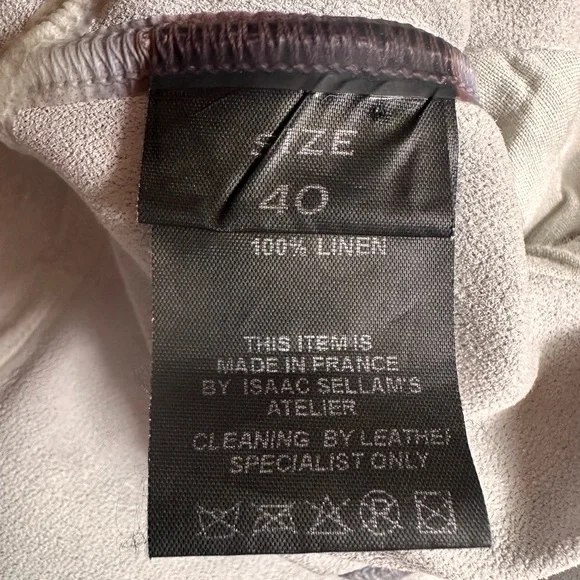 SIZE
40
100% LINEN
THIS ITEM IS
MADE IN FRANCE
BY ISAAC SELLAM'S
ATELIER
CLEANING BY LEATHER
SPECIALIST ONLY